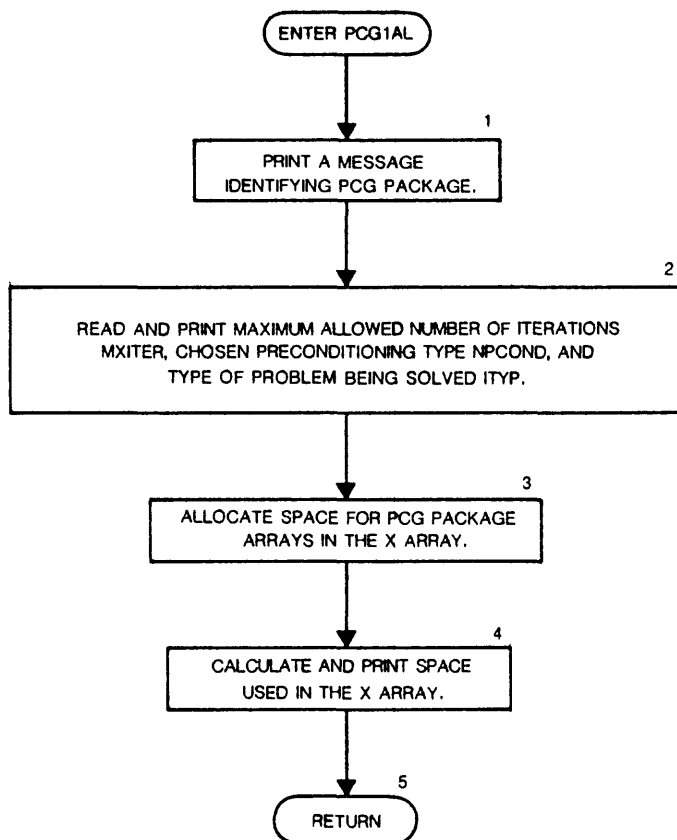 ENTER PCG1AL
1
PRINT A MESSAGE
IDENTIFYING PCG PACKAGE.
2
READ AND PRINT MAXIMUM ALLOWED NUMBER OF ITERATIONS
MXITER, CHOSEN PRECONDITIONING TYPE NPCOND, AND
TYPE OF PROBLEM BEING SOLVED ITYP.
3
ALLOCATE SPACE FOR PCG PACKAGE
ARRAYS IN THE X ARRAY.
4
CALCULATE AND PRINT SPACE
USED IN THE X ARRAY.
5
RETURN